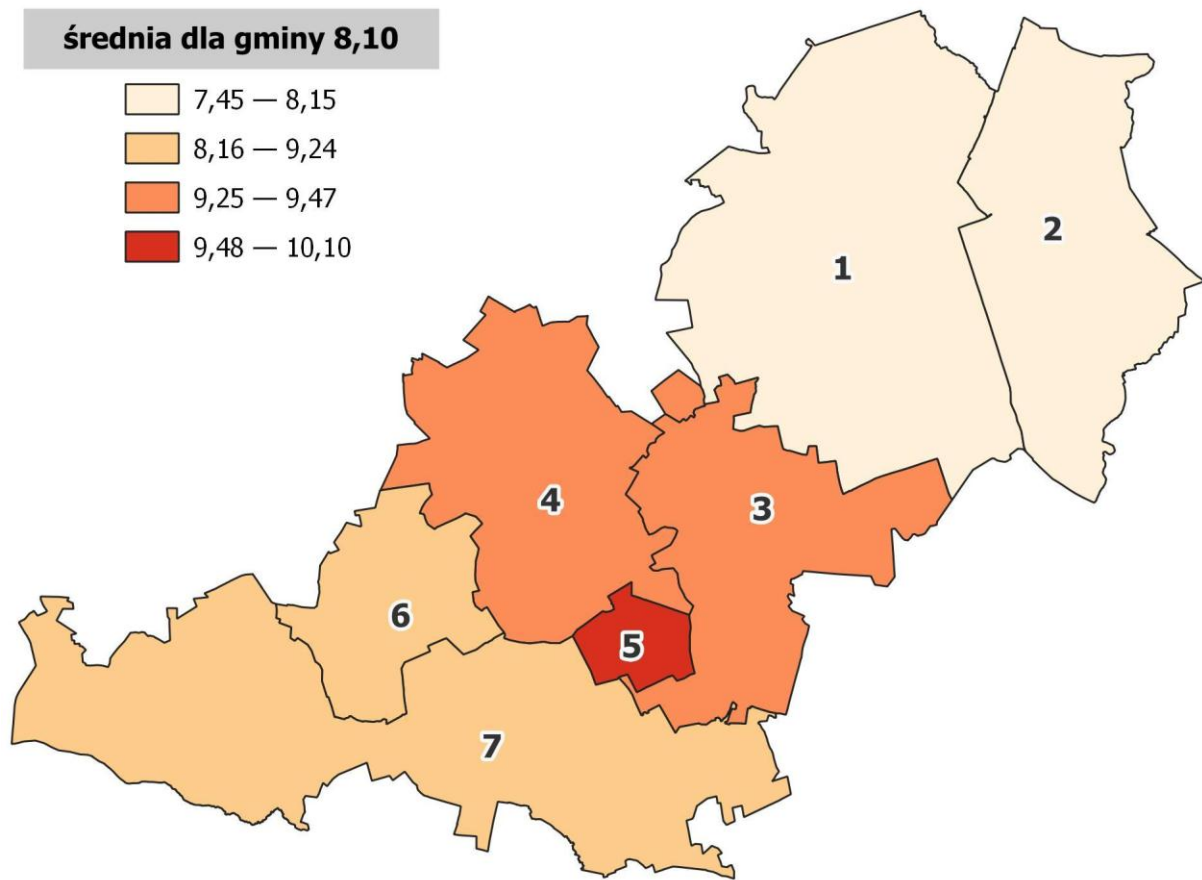 średnia dla gminy 8,10
7,45 — 8,15
8,16 — 9,24
9,25 — 9,47
9,48 — 10,10
1
2
3
4
5
6
7